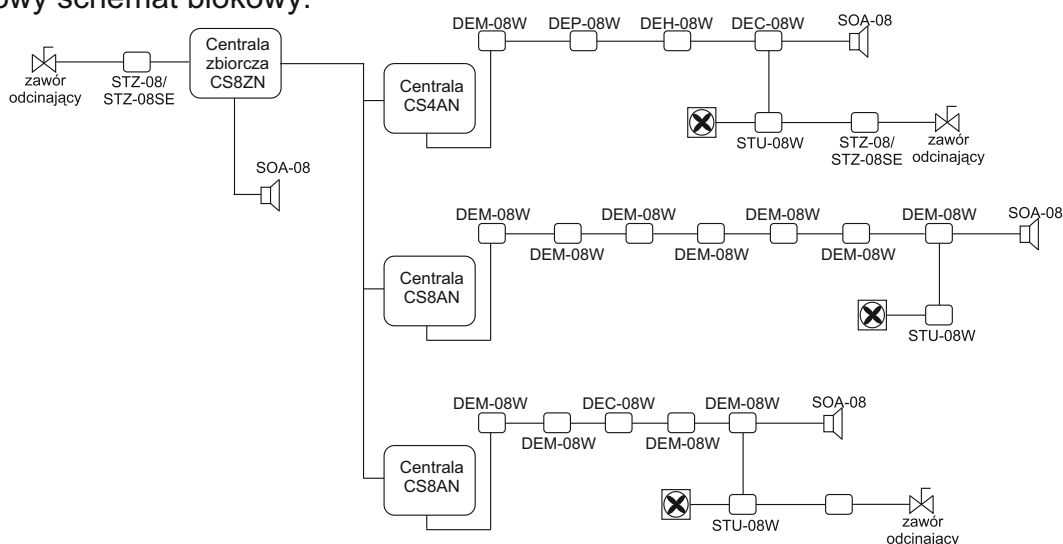 owy schemat blokowy:
zawór
odcinający
STZ-08/
STZ-08SE
Centrala
zbiorcza
CS8ZN
SOA-08
Centrala
CS4AN
DEM-08W
DEP-08W
DEH-08W
DEC-08W
SOA-08
STU-08W
STZ-08/
STZ-08SE
zawór
odcinający
Centrala
CS8AN
DEM-08W
DEM-08W
DEM-08W
DEM-08W
DEM-08W
DEM-08W
DEM-08W
SOA-08
STU-08W
Centrala
CS8AN
DEM-08W
DEM-08W
DEC-08W
DEM-08W
DEM-08W
SOA-08
STU-08W
zawór
odcinający